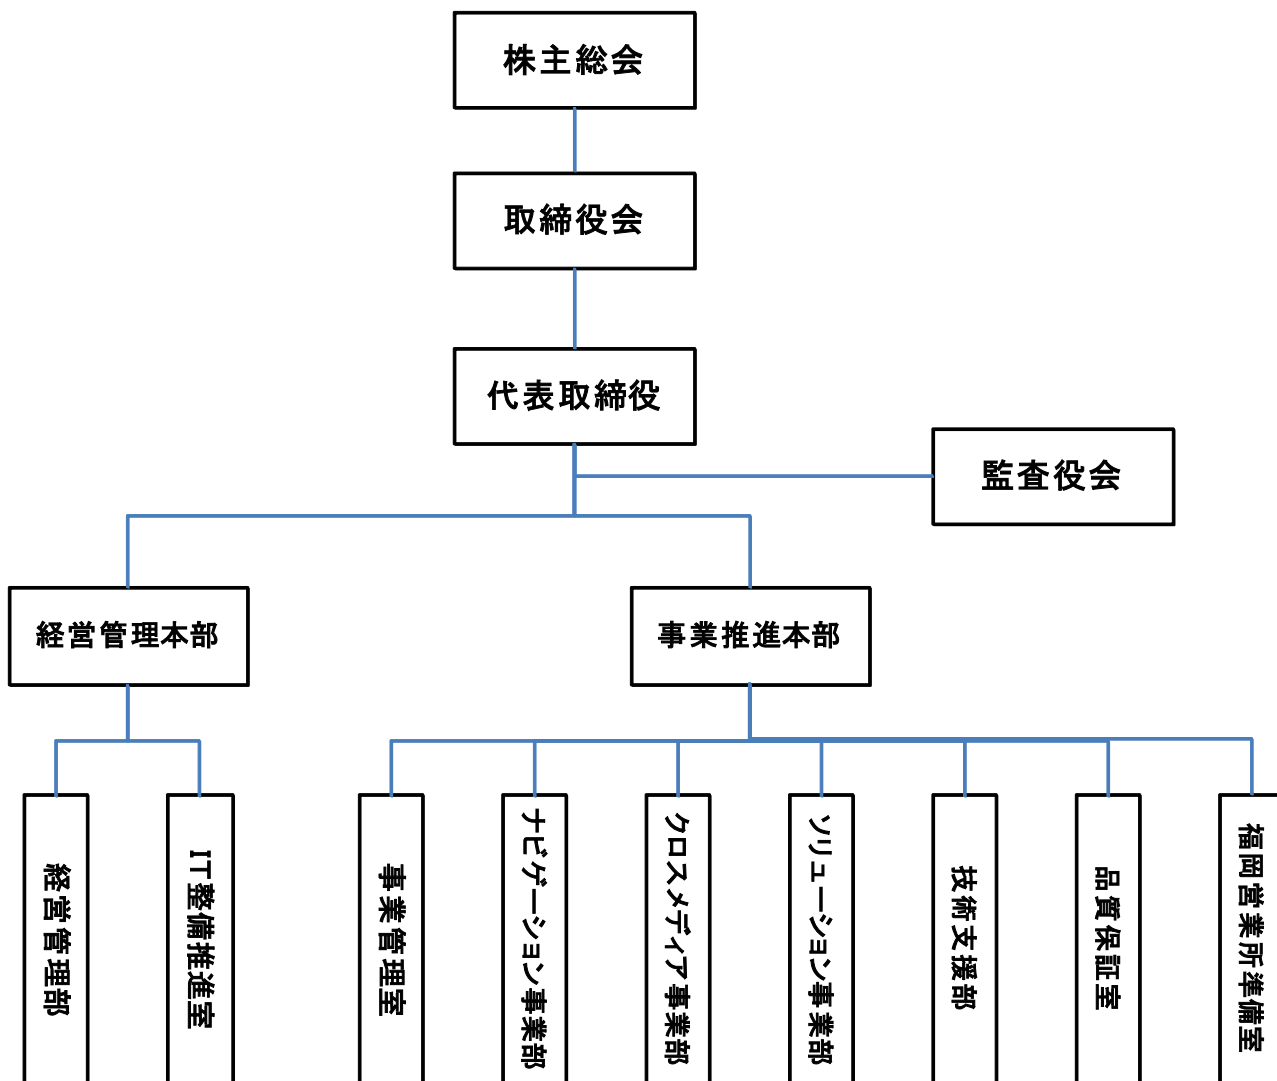 株主総会
取締役会
代表取締役
監査役会
経営管理本部
事業推進本部
経営管理部
IT整備推進室
事業管理室
ナビゲーション事業部
クロスメディア事業部
ソリューション事業部
技術支援部
品質保証室
福岡営業所準備室